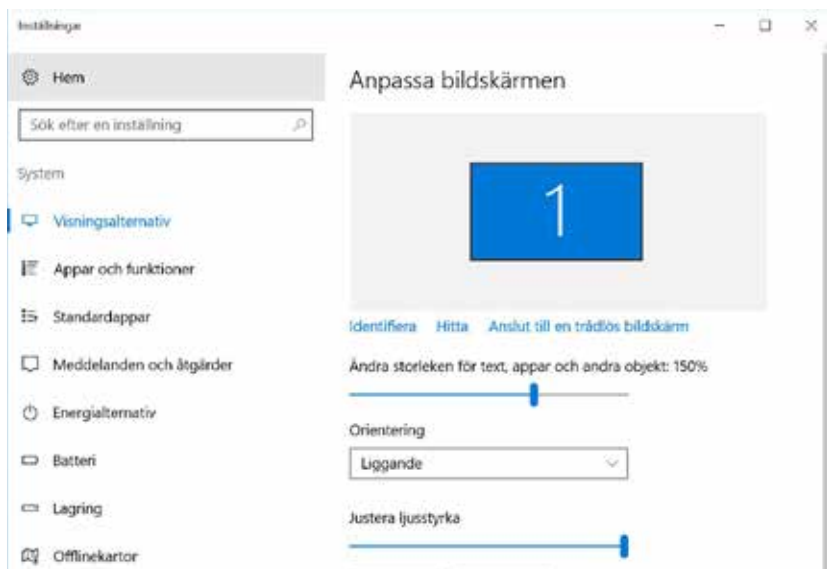 Inställningar
Hem
Anpassa bildskärmen
Sök efter en inställning
System
1
Visningsalternativ
Appar och funktioner
Standardappar
Identifiera Hitta Anslut till en trådlös bildskärm
Meddelanden och åtgärder
Ändra storleken för text, appar och andra objekt: 150%
Energialternativ
Orientering
Batteri
Liggande
Lagring
Justera ljusstyrka
Offlinekartor